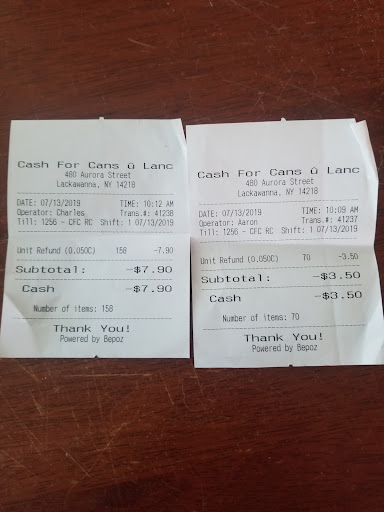 Cash For Cans @ Lanc
480 Aurora Street
Lackawanna, NY 14218
DATE: 07/13/2019 TIME: 10:12 AM
Operator: Charles Trans.#: 41238
Till: 1256 - CFC RC Shift: 1 07/13/2019
Unit Refund (0.050C) 158 -7.90
Subtotal: -$7.90
Cash -$7.90
Number of items: 158
Thank You!
Powered by Bepoz
Cash For Cans û Lanc
480 Aurora Street
Lackawanna, NY 14218
DATE: 07/13/2019 TIME: 10:09 AM
Operator: Aaron Trans.#: 41237
Till: 1256 - CFC RC Shift: 1 07/13/2019
Unit Refund (0.050C) 70 -3.50
Subtotal: -$3.50
Cash -$3.50
Number of items: 70
Thank You!
Powered by Bepoz